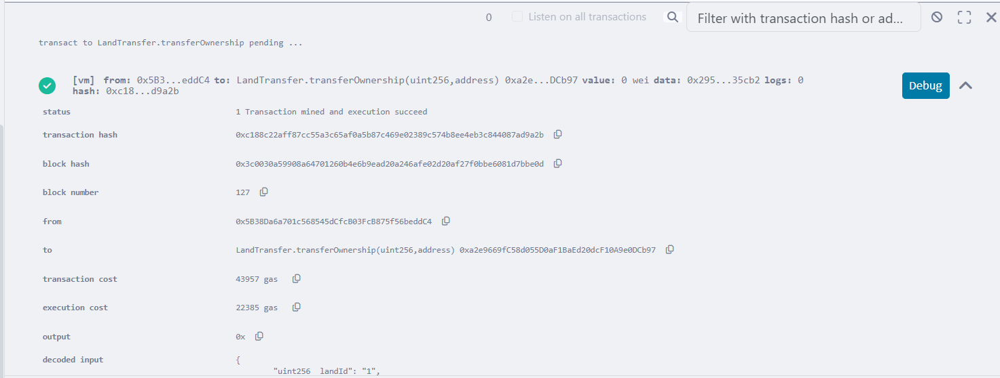 0 Listen on all transactions Filter with transaction hash or ad...
transact to LandTransfer.transferOwnership pending ...
[vm] from: 0x5B3...eddC4 to: LandTransfer.transferOwnership(uint256,address) 0xa2e...DCb97 value: 0 wei data: 0x295...35cb2 logs: 0
hash: 0xc18...d9a2b
Debug
status 1 Transaction mined and execution succeed
transaction hash 0xc188c22aff87cc55a3c65af0a5b87c469e02389c574b8ee4eb3c844087ad9a2b
block hash 0x3c0030a59908a64701260b4e6b9ead20a246afe02d20af27f0bbe6081d7bbe0d
block number 127
from 0x5B38Da6a701c568545dCfcB03FcB875f56beddC4
to LandTransfer.transferOwnership(uint256,address) 0xa2e9669fC58d055D0aF1BaEd20dcF10A9e0DCb97
transaction cost 43957 gas
execution cost 22385 gas
output 0x
decoded input {
"uint256 landId": "1",